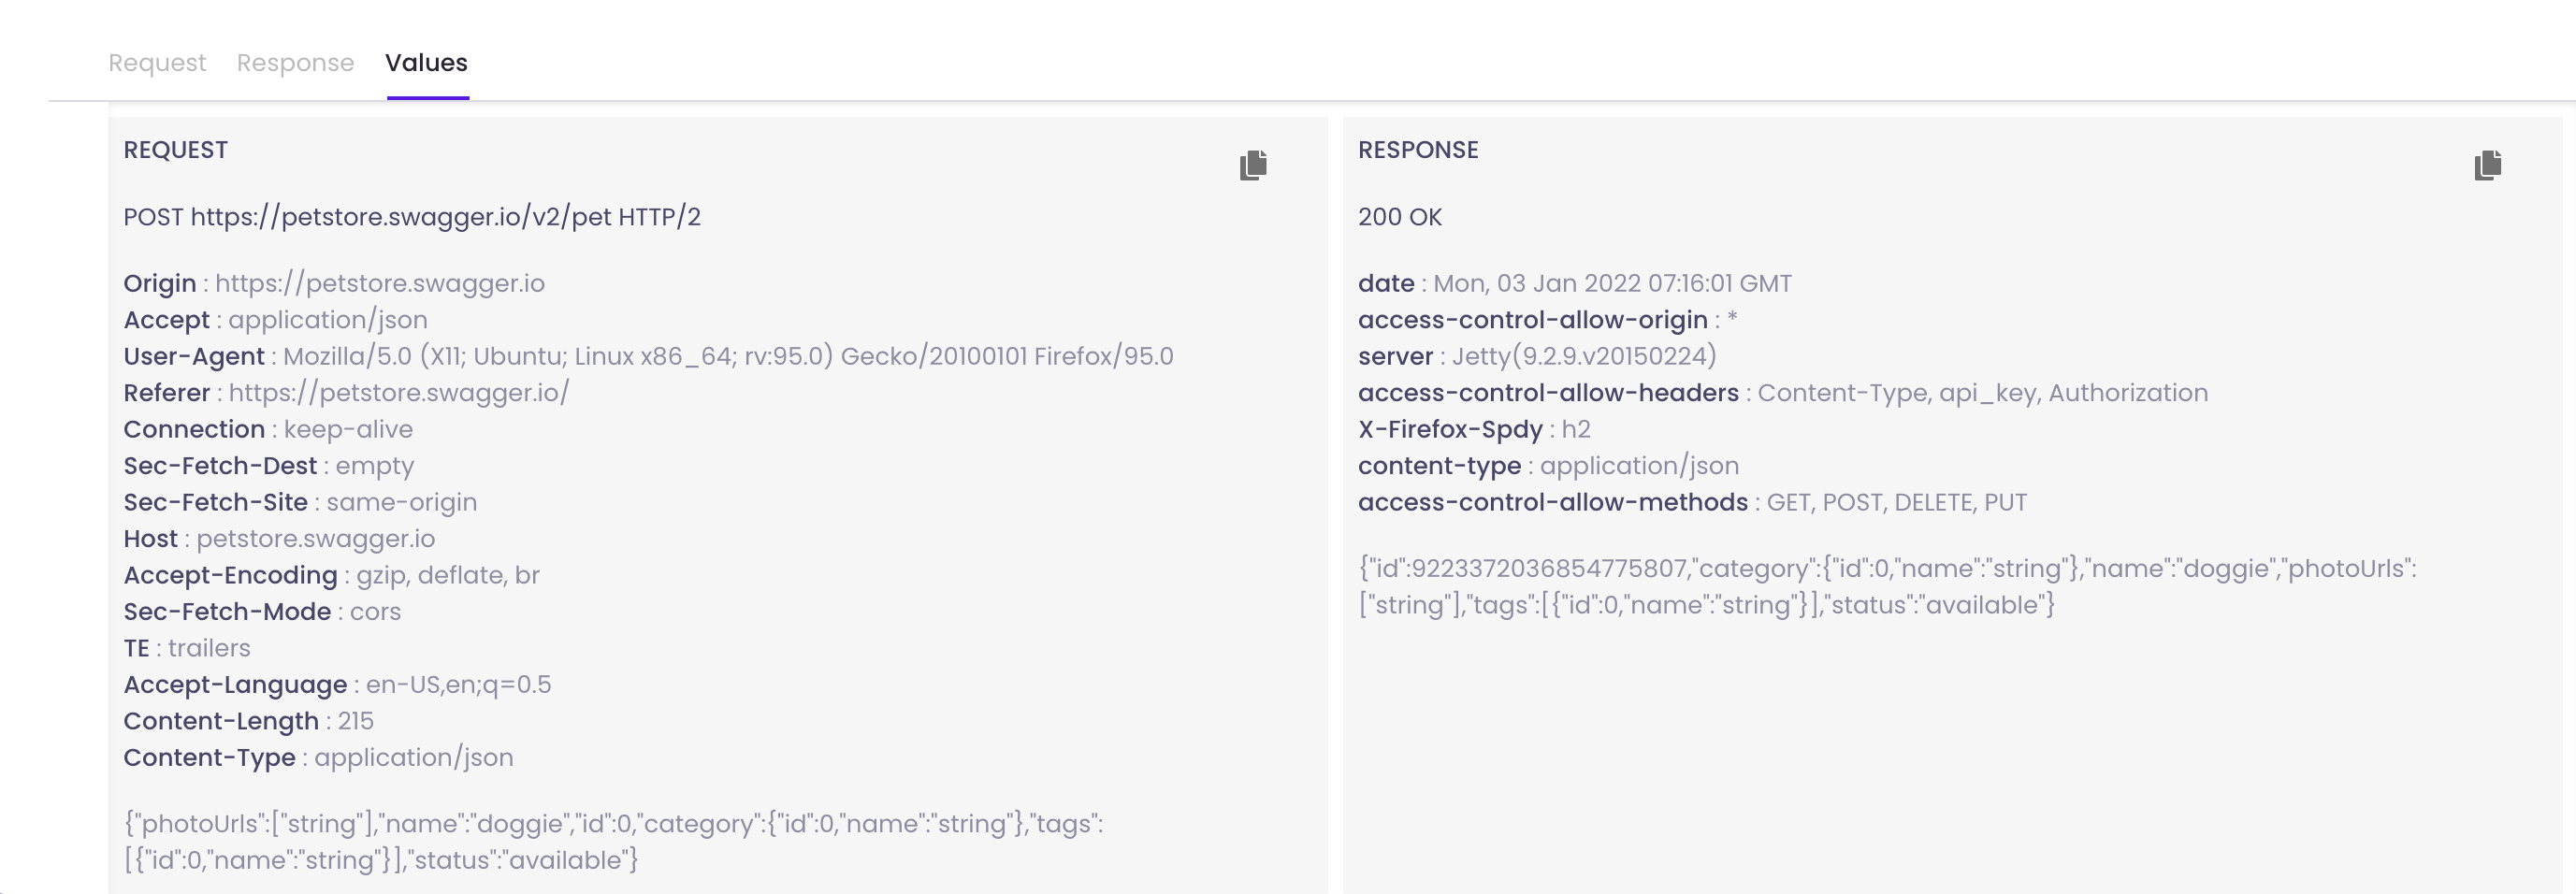 Request Response Values
REQUEST
POST https://petstore.swagger.io/v2/pet HTTP/2
Origin : https://petstore.swagger.io
Accept : application/json
User-Agent : Mozilla/5.0 (X11; Ubuntu; Linux x86_64; rv:95.0) Gecko/20100101 Firefox/95.0
Referer : https://petstore.swagger.io/
Connection : keep-alive
Sec-Fetch-Dest : empty
Sec-Fetch-Site : same-origin
Host : petstore.swagger.io
Accept-Encoding : gzip, deflate, br
Sec-Fetch-Mode : cors
TE : trailers
Accept-Language : en-US,en;q=0.5
Content-Length : 215
Content-Type : application/json
{"photoUrls":["string"],"name":"doggie","id":0,"category":{"id":0,"name":"string"},"tags":
[{"id":0,"name":"string"}],"status":"available"}
RESPONSE
200 OK
date : Mon, 03 Jan 2022 07:16:01 GMT
access-control-allow-origin : *
server : Jetty(9.2.9.v20150224)
access-control-allow-headers : Content-Type, api_key, Authorization
X-Firefox-Spdy : h2
content-type : application/json
access-control-allow-methods : GET, POST, DELETE, PUT
{"id":9223372036854775807,"category":{"id":0,"name":"string"},"name":"doggie","photoUrls":
["string"],"tags":[{"id":0,"name":"string"}],"status":"available"}